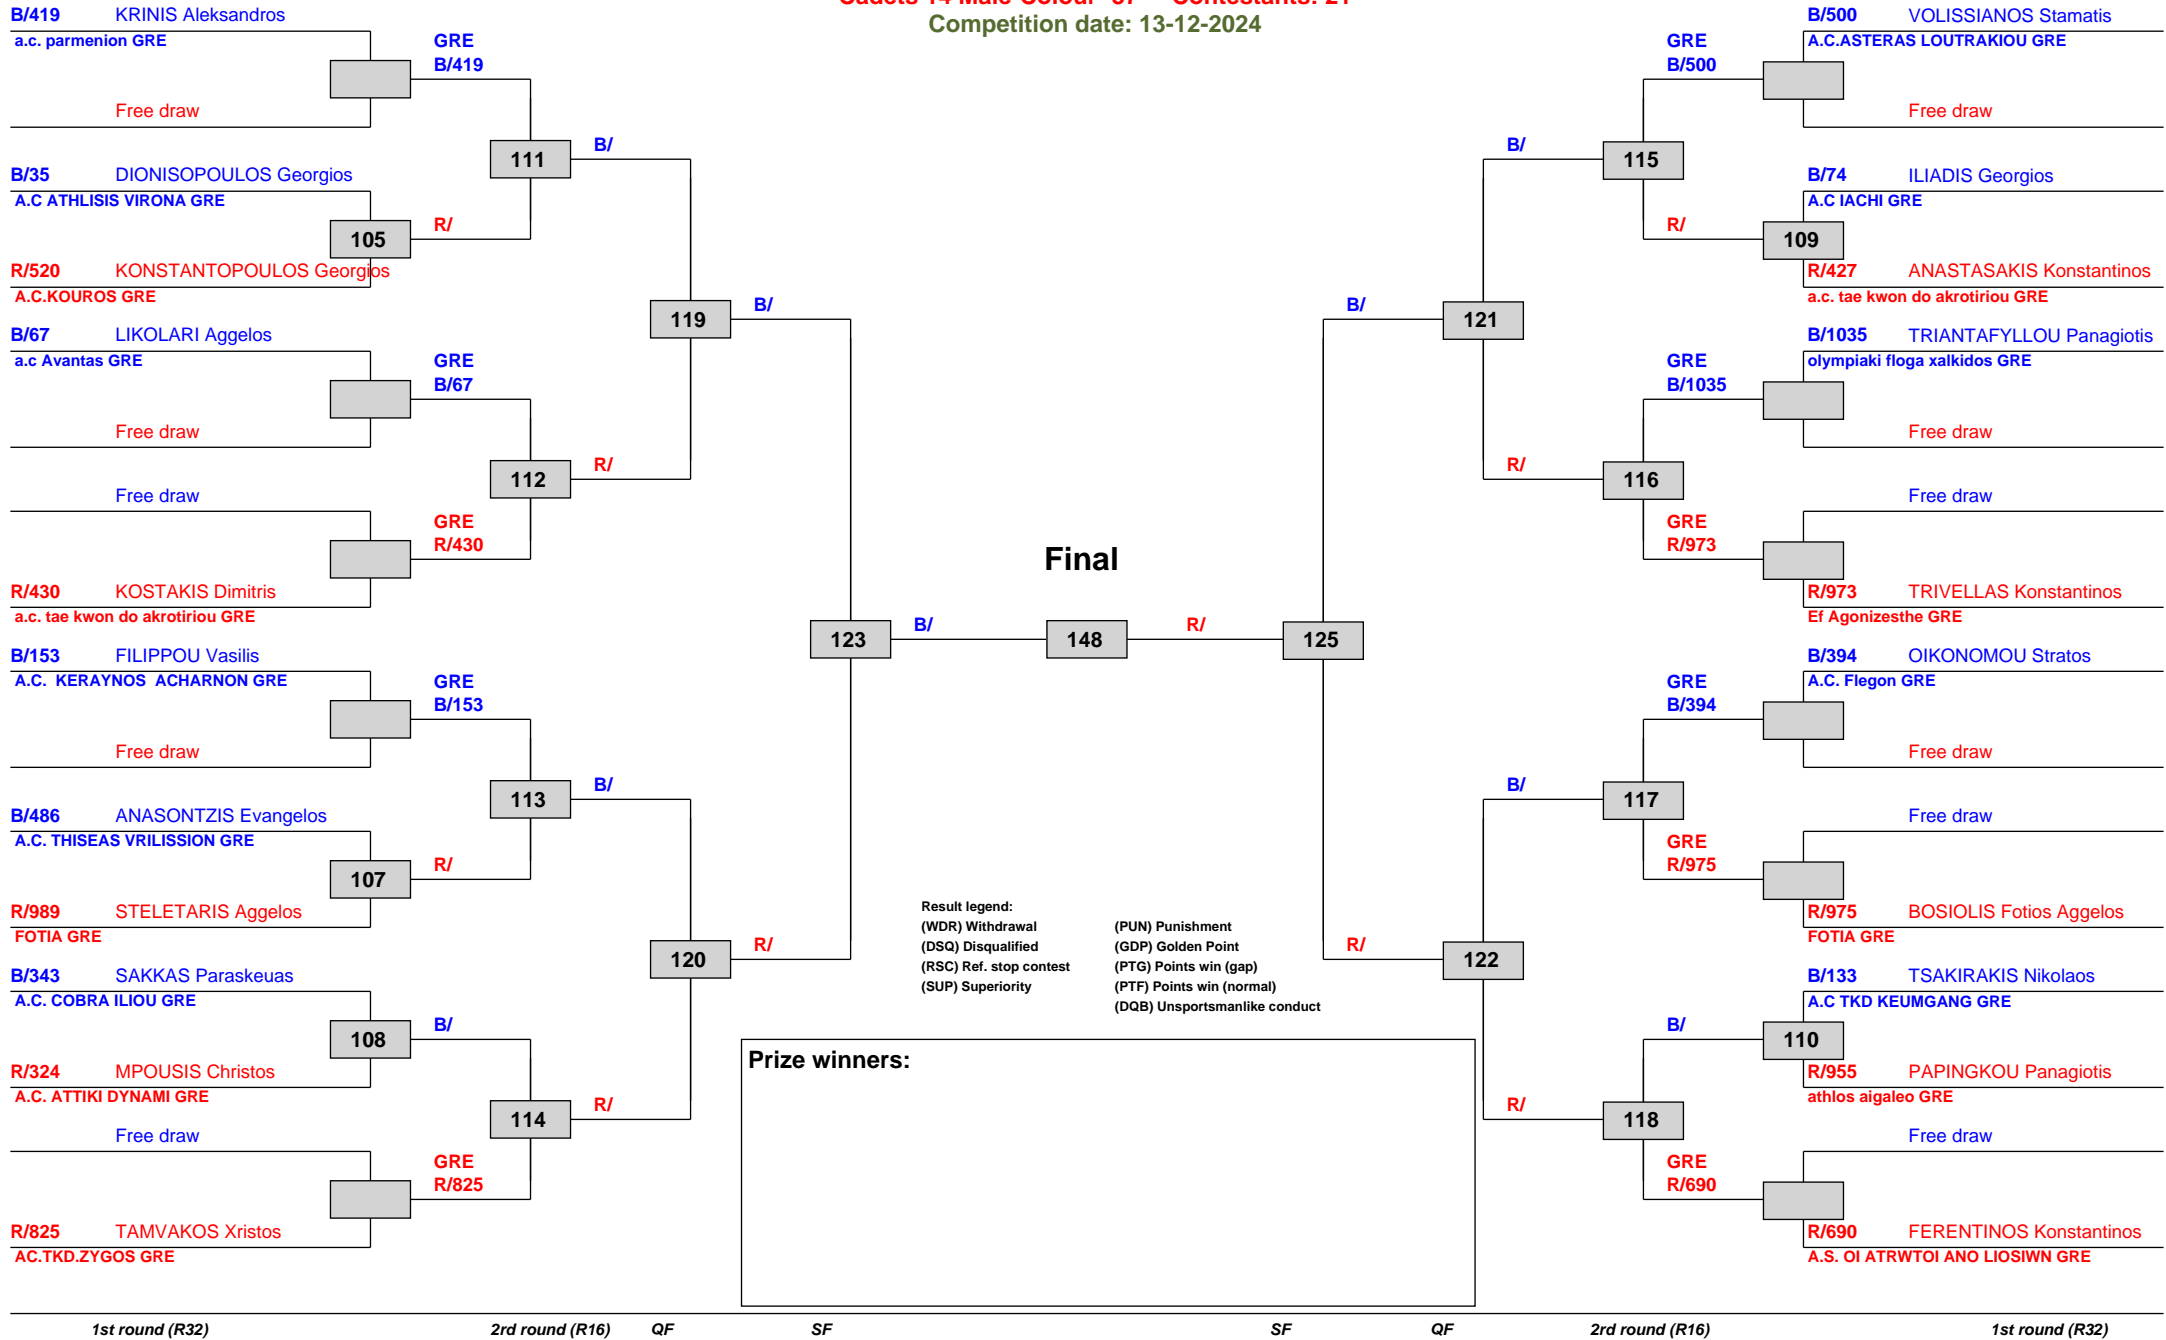 Competition date: 13-12-2024
B/419 KRINIS Aleksandros
a.c. parmenion GRE
GRE
B/419
Free draw
111
B/
B/35 DIONISOPOULOS Georgios
A.C ATHLISIS VIRONA GRE
105
R/
R/520 KONSTANTOPOULOS Georgios
A.C.KOUROS GRE
119
B/
B/67 LIKOLARI Aggelos
a.c Avantas GRE
GRE
B/67
Free draw
112
R/
Free draw
GRE
R/430
R/430 KOSTAKIS Dimitris
a.c. tae kwon do akrotiriou GRE
123
B/
B/153 FILIPPOU Vasilis
A.C. KERAYNOS ACHARNON GRE
GRE
B/153
Free draw
113
B/
B/486 ANASONTZIS Evangelos
A.C. THISEAS VRILISSION GRE
107
R/
R/989 STELETARIS Aggelos
FOTIA GRE
120
R/
B/343 SAKKAS Paraskeuas
A.C. COBRA ILIOU GRE
108
B/
R/324 MPOUSIS Christos
A.C. ATTIKI DYNAMI GRE
114
R/
Free draw
GRE
R/825
R/825 TAMVAKOS Xristos
AC.TKD.ZYGOS GRE
Final
148
R/
125
B/500 VOLISSIANOS Stamatis
A.C.ASTERAS LOUTRAKIOU GRE
GRE
B/500
Free draw
B/
115
B/74 ILIADIS Georgios
A.C IACHI GRE
R/
109
R/427 ANASTASAKIS Konstantinos
a.c. tae kwon do akrotiriou GRE
B/
121
B/1035 TRIANTAFYLLOU Panagiotis
olympiaki floga xalkidos GRE
GRE
B/1035
Free draw
R/
116
Free draw
GRE
R/973
R/973 TRIVELLAS Konstantinos
Ef Agonizesthe GRE
B/394 OIKONOMOU Stratos
A.C. Flegon GRE
GRE
B/394
Free draw
B/
117
Free draw
GRE
R/975
R/975 BOSIOLIS Fotios Aggelos
FOTIA GRE
R/
122
B/133 TSAKIRAKIS Nikolaos
A.C TKD KEUMGANG GRE
B/
110
R/955 PAPINGKOU Panagiotis
athlos aigaleo GRE
R/
118
Free draw
GRE
R/690
R/690 FERENTINOS Konstantinos
A.S. OI ATRWTOI ANO LIOSIWN GRE
Result legend:
(WDR) Withdrawal (PUN) Punishment
(DSQ) Disqualified (GDP) Golden Point
(RSC) Ref. stop contest (PTG) Points win (gap)
(SUP) Superiority (PTF) Points win (normal)
(DQB) Unsportsmanlike conduct
Prize winners:
1st round (R32) 2rd round (R16) QF SF SF QF 2rd round (R16) 1st round (R32)